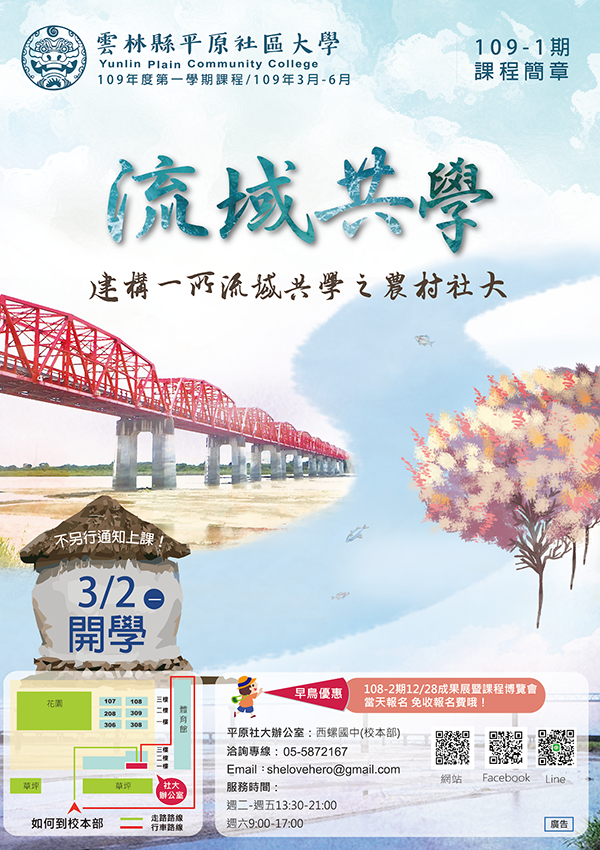 雲林縣平原社區大學
Yunlin Plain Community College
109年度第一學期課程/109年3月-6月
109-1期
課程簡章
流域共學
建構一所流域共學之農村社大
不另行通知上課！
3/2 一
開學
花園
107 108 三樓
208 209 二樓
306 308 一樓
體育館
三樓
二樓
一樓
草坪
草坪
社大
辦公室
如何到校本部
走路路線
行車路線
早鳥優惠
108-2期12/28成果展暨課程博覽會
當天報名 免收報名費哦！
平原社大辦公室：西螺國中(校本部)
洽詢專線：05-5872167
Email：shelovehero@gmail.com
服務時間：
週二-週五13:30-21:00
週六9:00-17:00
網站
Facebook
Line
廣告